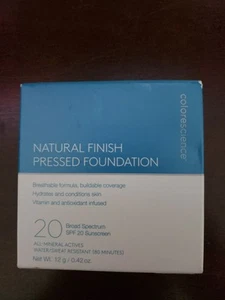 colorescience®
NATURAL FINISH
PRESSED FOUNDATION
Breathable formula, buildable coverage
Hydrates and conditions skin
Vitamin and antioxidant infused
20
Broad Spectrum
SPF 20 Sunscreen
ALL MINERAL ACTIVES
WATER/SWEAT RESISTANT (80 MINUTES)
Net Wt. 12 g / 0.42 oz